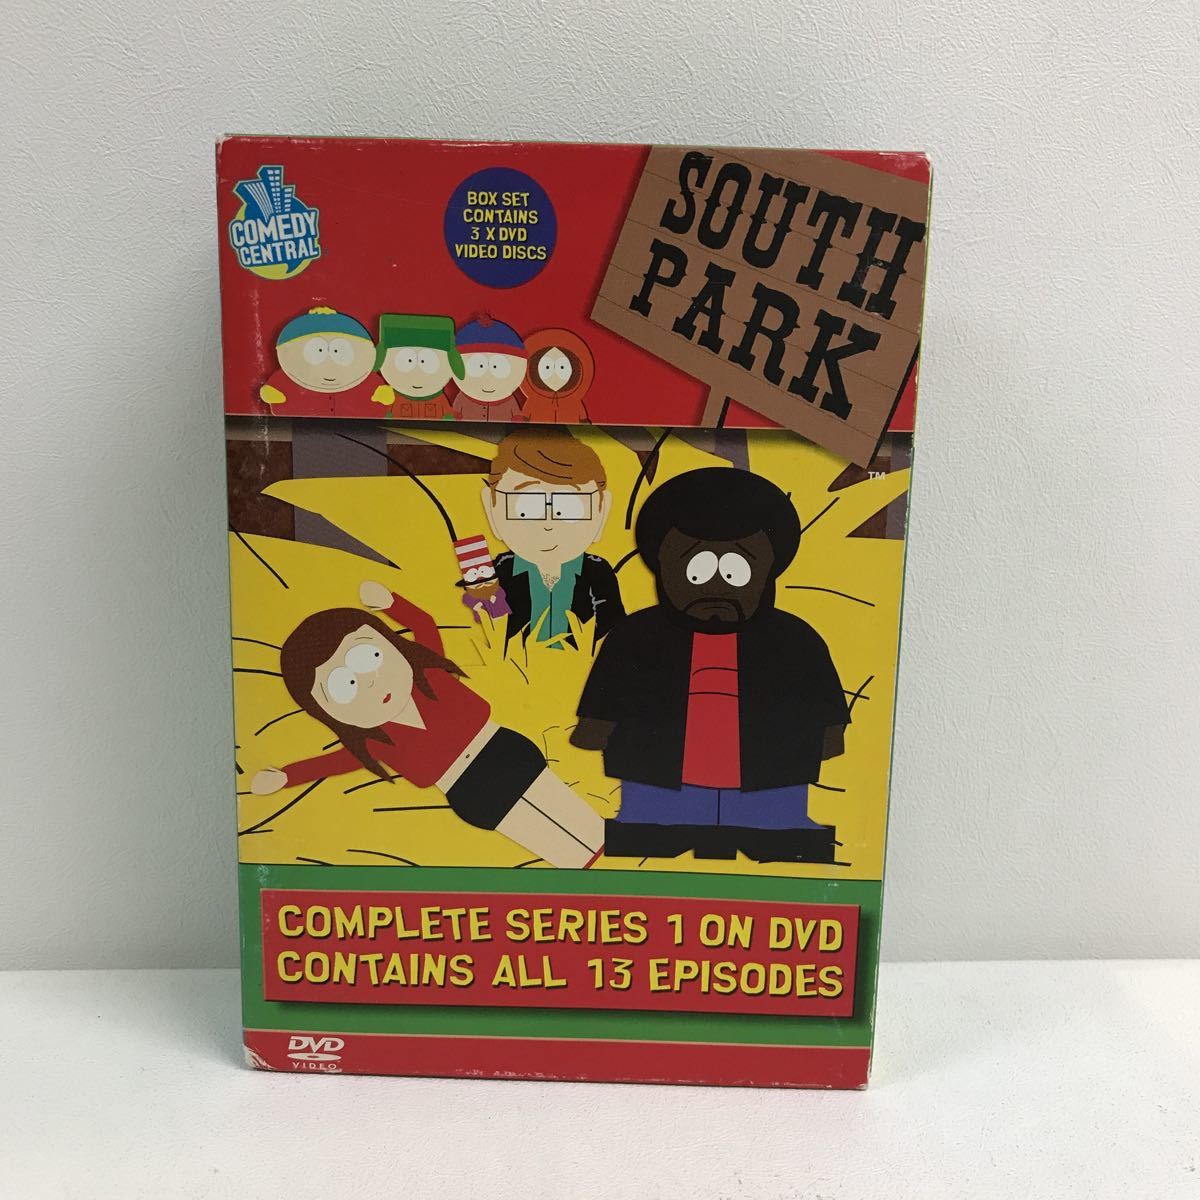 COMEDY
CENTRAL
BOX SET
CONTAINS
3 X DVD
VIDEO DISCS
SOUTH
PARK
TM
COMPLETE SERIES 1 ON DVD
CONTAINS ALL 13 EPISODES
DVD
VIDEO